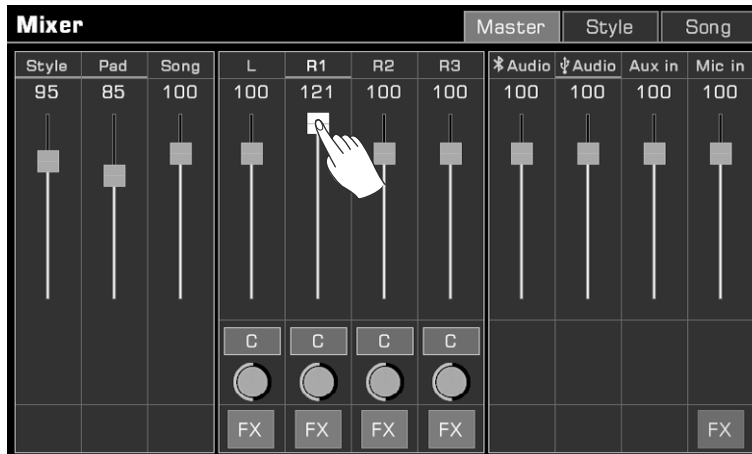 Mixer Master Style Song
Style Pad Song L R1 R2 R3 Audio Audio Aux in Mic in
95 85 100 100 121 100 100 100 100 100 100
C C C C
FX FX FX FX FX